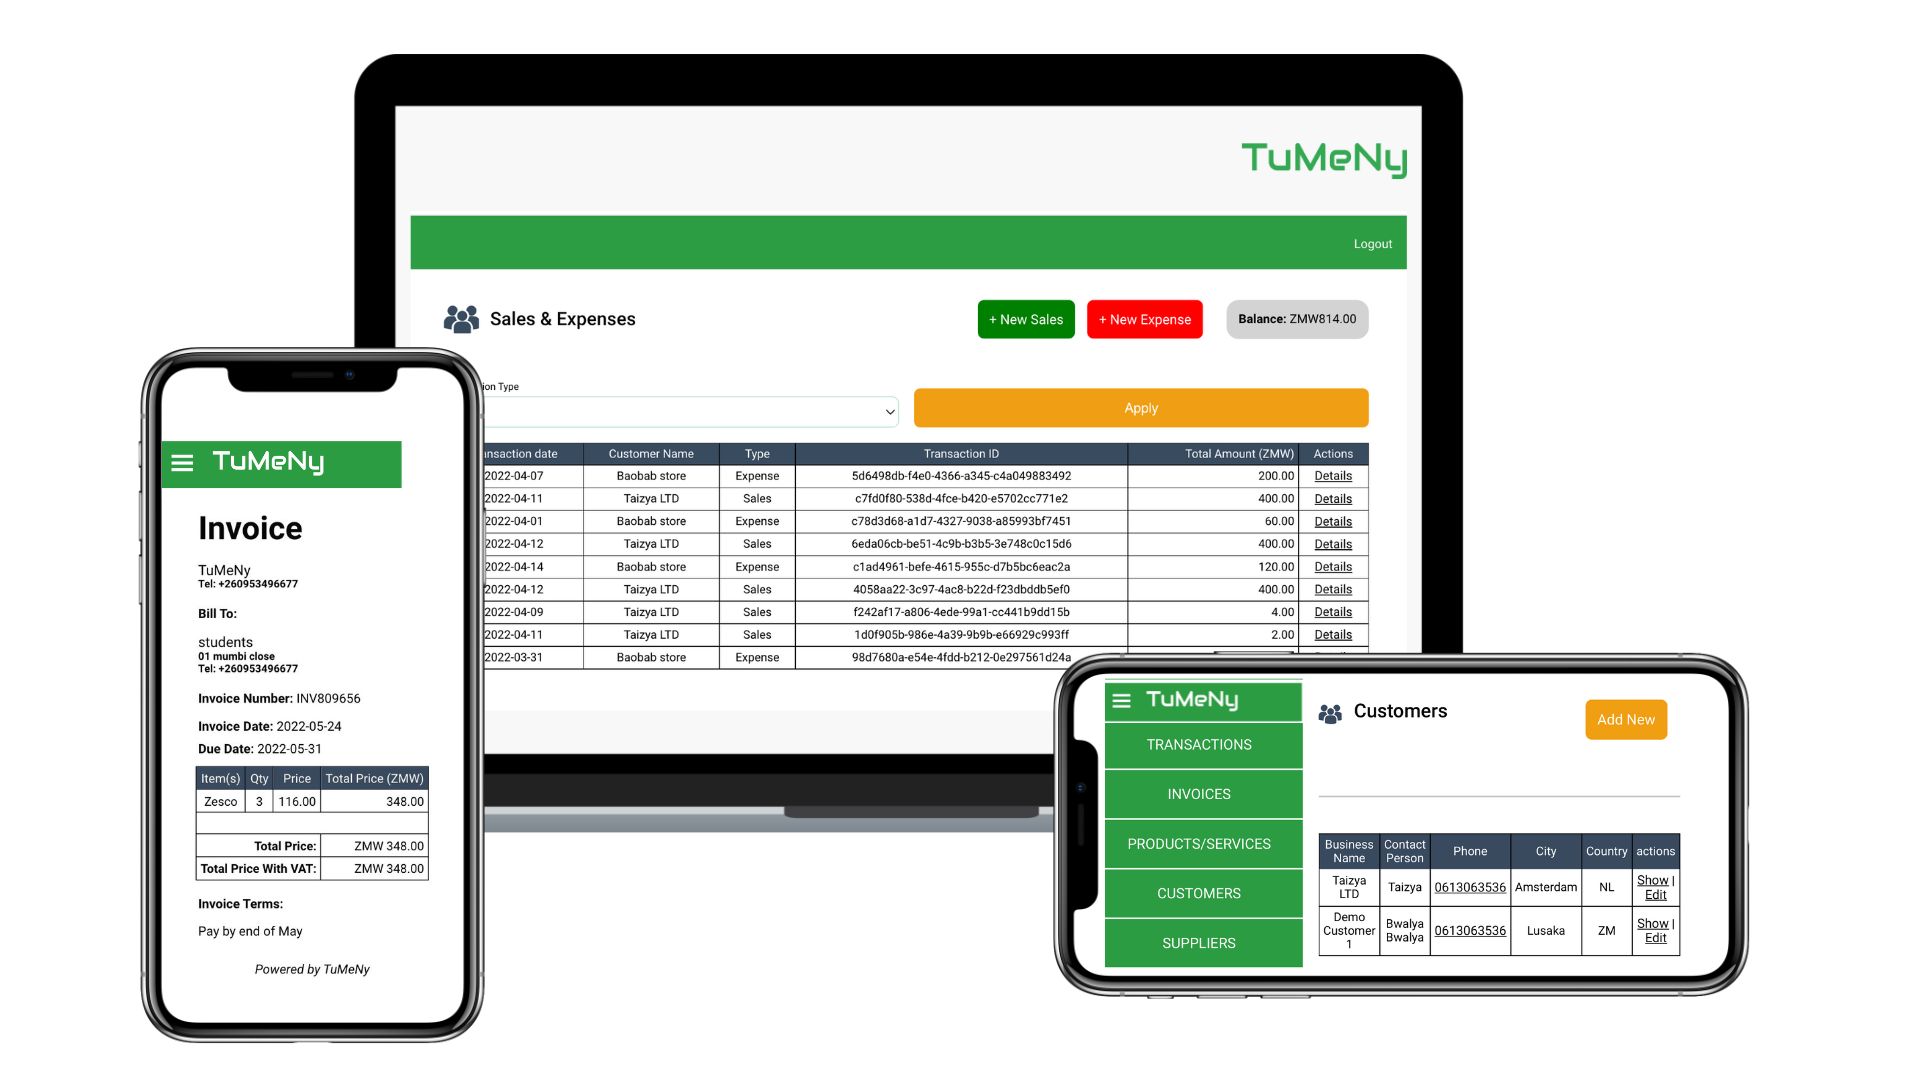 TuMeNy
Logout
Sales & Expenses
+ New Sales
+ New Expense
Balance: ZMW814.00
Type
Apply
date Customer Name Type Transaction ID Total Amount (ZMW) Actions
2022-04-07 Baobab store Expense 5d6498db-f4e0-4366-a345-c4a049883492 200.00 Details
2022-04-11 Taizya LTD Sales c7fd0f80-538d-4fce-b420-e5702cc771e2 400.00 Details
2022-04-01 Baobab store Expense c78d3d68-a1d7-4327-9038-a85993bf7451 60.00 Details
2022-04-12 Taizya LTD Sales 6eda06cb-be51-4c9b-b3b5-3e748c0c15d6 400.00 Details
2022-04-14 Baobab store Expense c1ad4961-befe-4615-955c-d7b5bc6eac2a 120.00 Details
2022-04-12 Taizya LTD Sales 4058aa22-3c97-4ac8-b22d-f23dbddb5ef0 400.00 Details
2022-04-09 Taizya LTD Sales f242af17-a806-4ede-99a1-cc441b9dd15b 4.00 Details
2022-04-11 Taizya LTD Sales 1d0f905b-986e-4a39-9b9b-e66929c993ff 2.00 Details
2022-03-31 Baobab store Expense 98d7680a-e54e-4fdd-b212-0e297561d24a
TuMeNy
Invoice
TuMeNy
Tel: +260953496677
Bill To:
students
01 mumbi close
Tel: +260953496677
Invoice Number: INV809656
Invoice Date: 2022-05-24
Due Date: 2022-05-31
Item(s) Qty Price Total Price (ZMW)
Zesco 3 116.00 348.00
Total Price: ZMW 348.00
Total Price With VAT: ZMW 348.00
Invoice Terms:
Pay by end of May
Powered by TuMeNy
TuMeNy
TRANSACTIONS
INVOICES
PRODUCTS/SERVICES
CUSTOMERS
SUPPLIERS
Customers
Add New
Business Name Contact Person Phone City Country actions
Taizya LTD Taizya 0613063536 Amsterdam NL Show | Edit
Demo Customer 1 Bwalya Bwalya 0613063536 Lusaka ZM Show | Edit